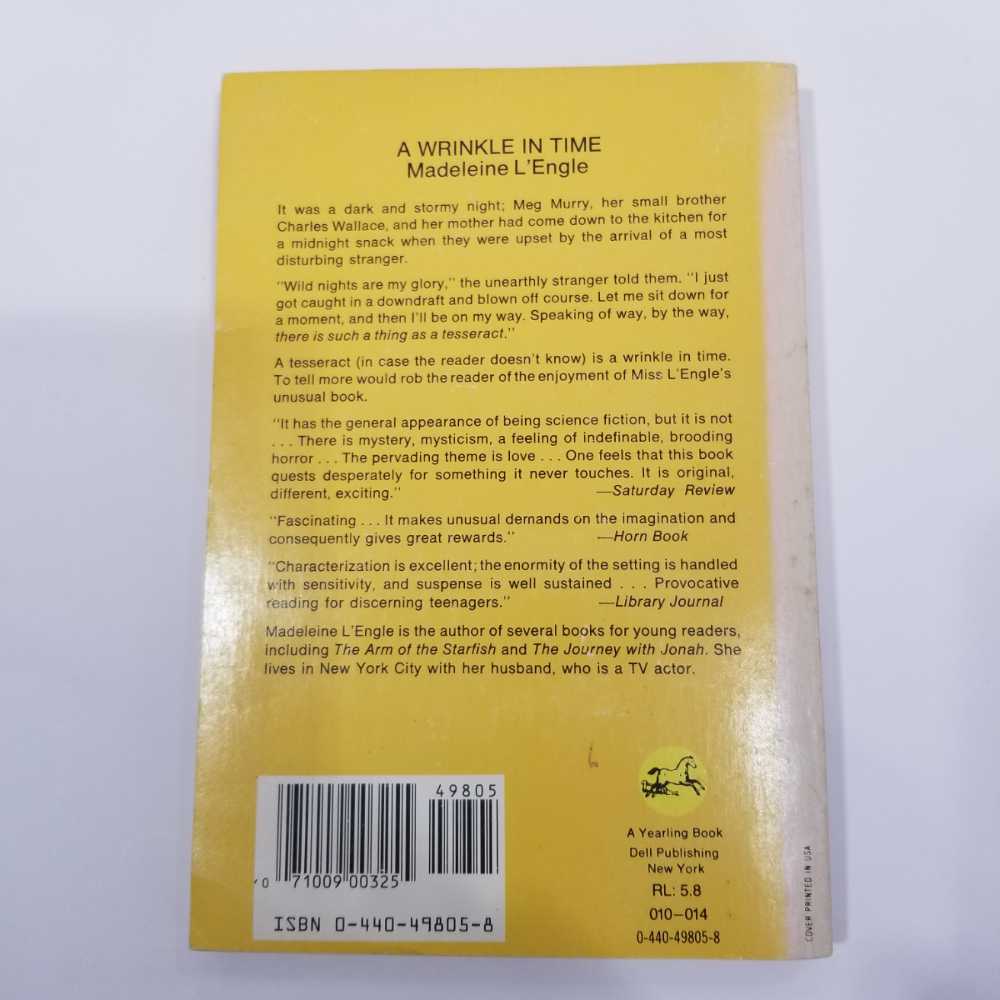 A WRINKLE IN TIME
Madeleine L'Engle
It was a dark and stormy night; Meg Murry, her small brother
Charles Wallace, and her mother had come down to the kitchen for
a midnight snack when they were upset by the arrival of a most
disturbing stranger.
"Wild nights are my glory," the unearthly stranger told them. "I just
got caught in a downdraft and blown off course. Let me sit down for
a moment, and then I'll be on my way. Speaking of way, by the way,
there is such a thing as a tesseract."
A tesseract (in case the reader doesn't know) is a wrinkle in time.
To tell more would rob the reader of the enjoyment of Miss L'Engle's
unusual book.
"It has the general appearance of being science fiction, but it is not
... There is mystery, mysticism, a feeling of indefinable, brooding
horror ... The pervading theme is love ... One feels that this book
quests desperately for something it never touches. It is original,
different, exciting." —Saturday Review
"Fascinating ... It makes unusual demands on the imagination and
consequently gives great rewards." —Horn Book
"Characterization is excellent; the enormity of the setting is handled
with sensitivity, and suspense is well sustained ... Provocative
reading for discerning teenagers." —Library Journal
Madeleine L'Engle is the author of several books for young readers,
including The Arm of the Starfish and The Journey with Jonah. She
lives in New York City with her husband, who is a TV actor.
49805
0 71009 00325
ISBN 0-440-49805-8
A Yearling Book
Dell Publishing
New York
RL: 5.8
010-014
0-440-49805-8
COVER PRINTED IN USA